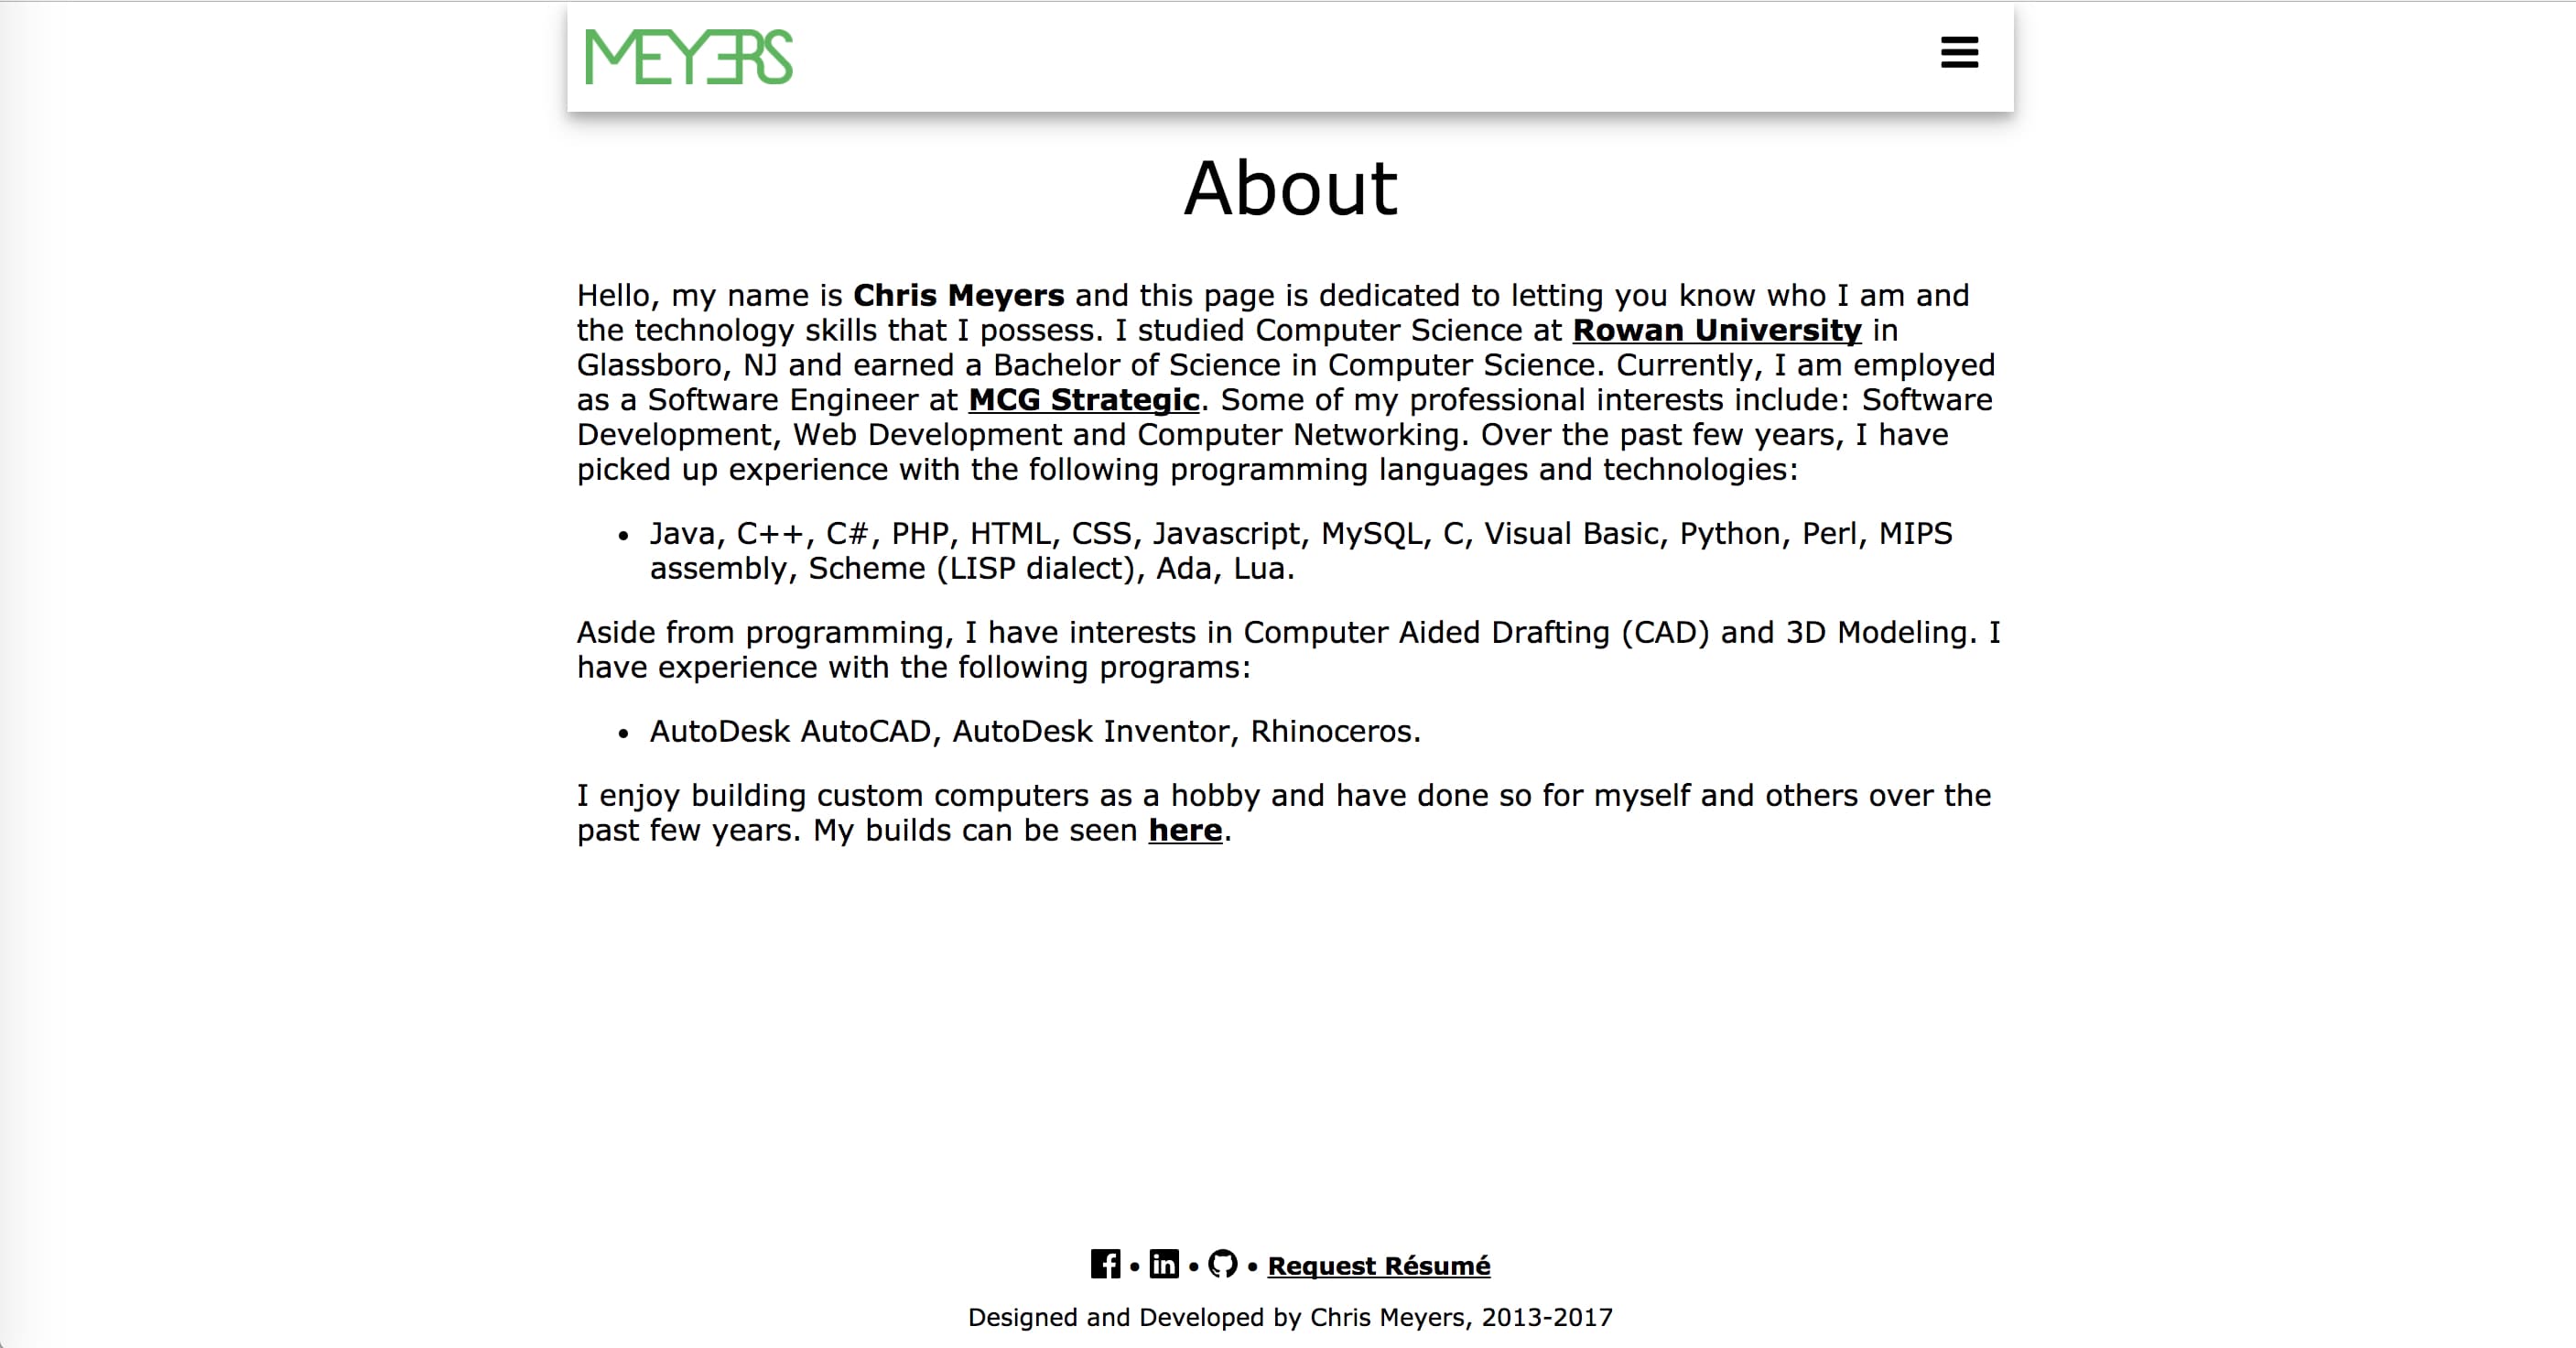 MEYERS
About
Hello, my name is Chris Meyers and this page is dedicated to letting you know who I am and
the technology skills that I possess. I studied Computer Science at Rowan University in
Glassboro, NJ and earned a Bachelor of Science in Computer Science. Currently, I am employed
as a Software Engineer at MCG Strategic. Some of my professional interests include: Software
Development, Web Development and Computer Networking. Over the past few years, I have
picked up experience with the following programming languages and technologies:
• Java, C++, C#, PHP, HTML, CSS, Javascript, MySQL, C, Visual Basic, Python, Perl, MIPS
assembly, Scheme (LISP dialect), Ada, Lua.
Aside from programming, I have interests in Computer Aided Drafting (CAD) and 3D Modeling. I
have experience with the following programs:
• AutoDesk AutoCAD, AutoDesk Inventor, Rhinoceros.
I enjoy building custom computers as a hobby and have done so for myself and others over the
past few years. My builds can be seen here.
f • in • • Request Résumé
Designed and Developed by Chris Meyers, 2013-2017